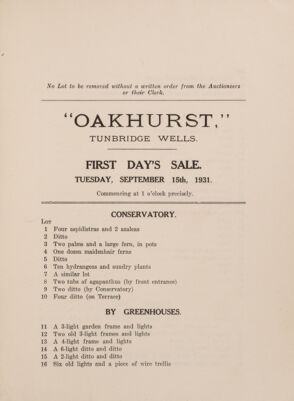 No Lot to be removed without a written order from the Auctioneers
or their Clerk.
"OAKHURST,"
TUNBRIDGE WELLS.
FIRST DAY'S SALE.
TUESDAY, SEPTEMBER 15th, 1931.
Commencing at 1 o'clock precisely.
CONSERVATORY.
Lot
1 Four aspidistras and 2 azaleas
2 Ditto
3 Two palms and a large fern, in pots
4 One dozen maidenhair ferns
5 Ditto
6 Ten hydrangeas and sundry plants
7 A similar lot
8 Two tubs of agapanthus (by front entrance)
9 Two ditto (by Conservatory)
10 Four ditto (on Terrace)
BY GREENHOUSES.
11 A 3-light garden frame and lights
12 Two old 3-light frames and lights
13 A 4-light frame and lights
14 A 6-light ditto and ditto
15 A 2-light ditto and ditto
16 Six old lights and a piece of wire trellis